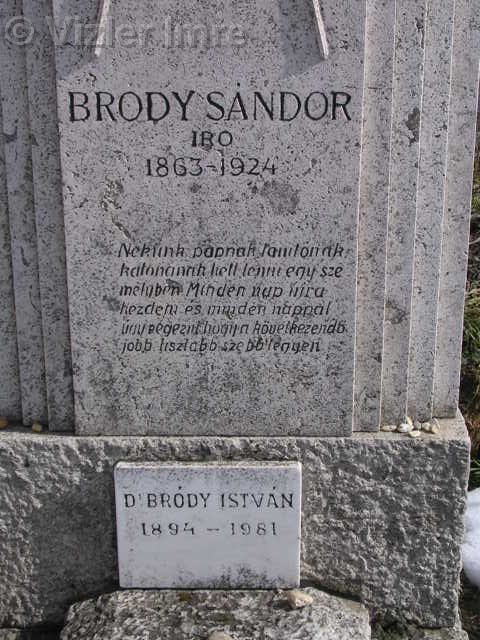 © Vizler Imre
BRODY SÁNDOR
IRO
1863-1924
Nekünk papnak tanitónak
katonának kell lenni egy sze
mélyben Minden nap újra
kezdeni és minden nappal
úgy végezni hogy a következendő
jobb tisztább szebb legyen
Dr BRÓDY ISTVÁN
1894 - 1981